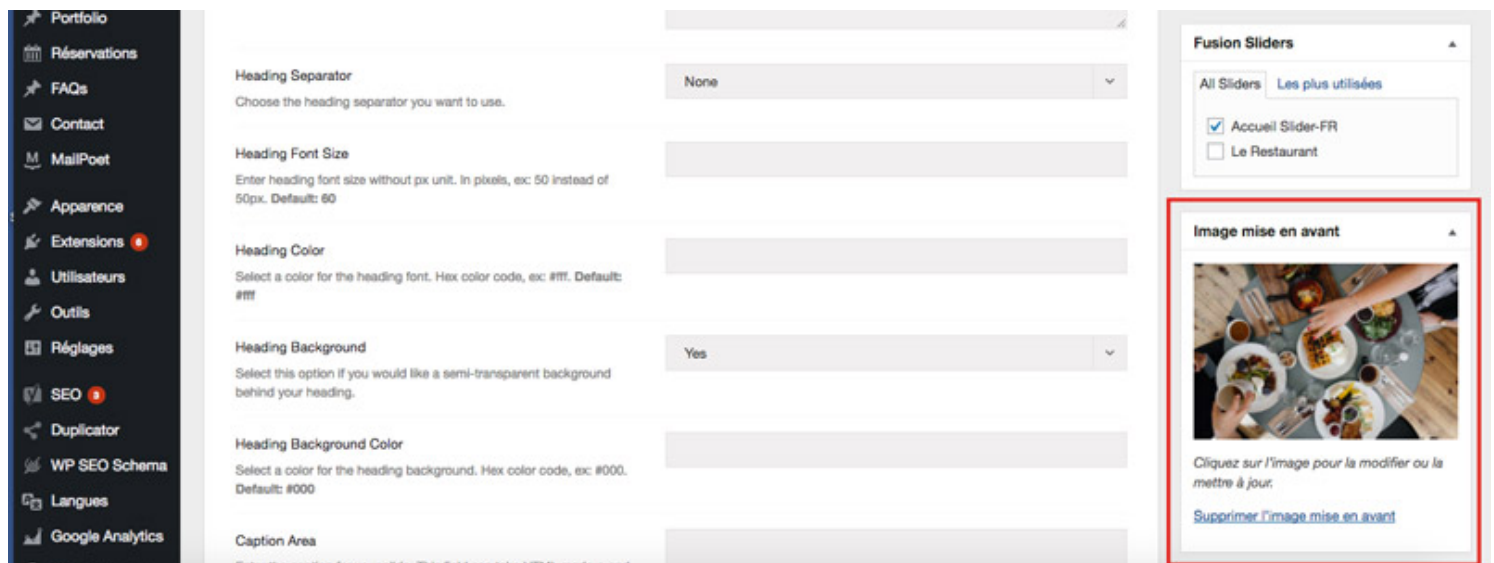 Portfolio
Réservations
FAQs
Contact
MailPoet
Apparence
Extensions 6
Utilisateurs
Outils
Réglages
SEO 3
Duplicator
WP SEO Schema
Langues
Google Analytics
Heading Separator
Choose the heading separator you want to use.
None
Heading Font Size
Enter heading font size without px unit. In pixels, ex: 50 instead of
50px. Default: 60
Heading Color
Select a color for the heading font. Hex color code, ex: #fff. Default:
#fff
Heading Background
Select this option if you would like a semi-transparent background
behind your heading.
Yes
Heading Background Color
Select a color for the heading background. Hex color code, ex: #000.
Default: #000
Caption Area
Fusion Sliders
All Sliders Les plus utilisées
Accueil Slider-FR
Le Restaurant
Image mise en avant
Cliquez sur l'image pour la modifier ou la
mettre à jour.
Supprimer l'image mise en avant